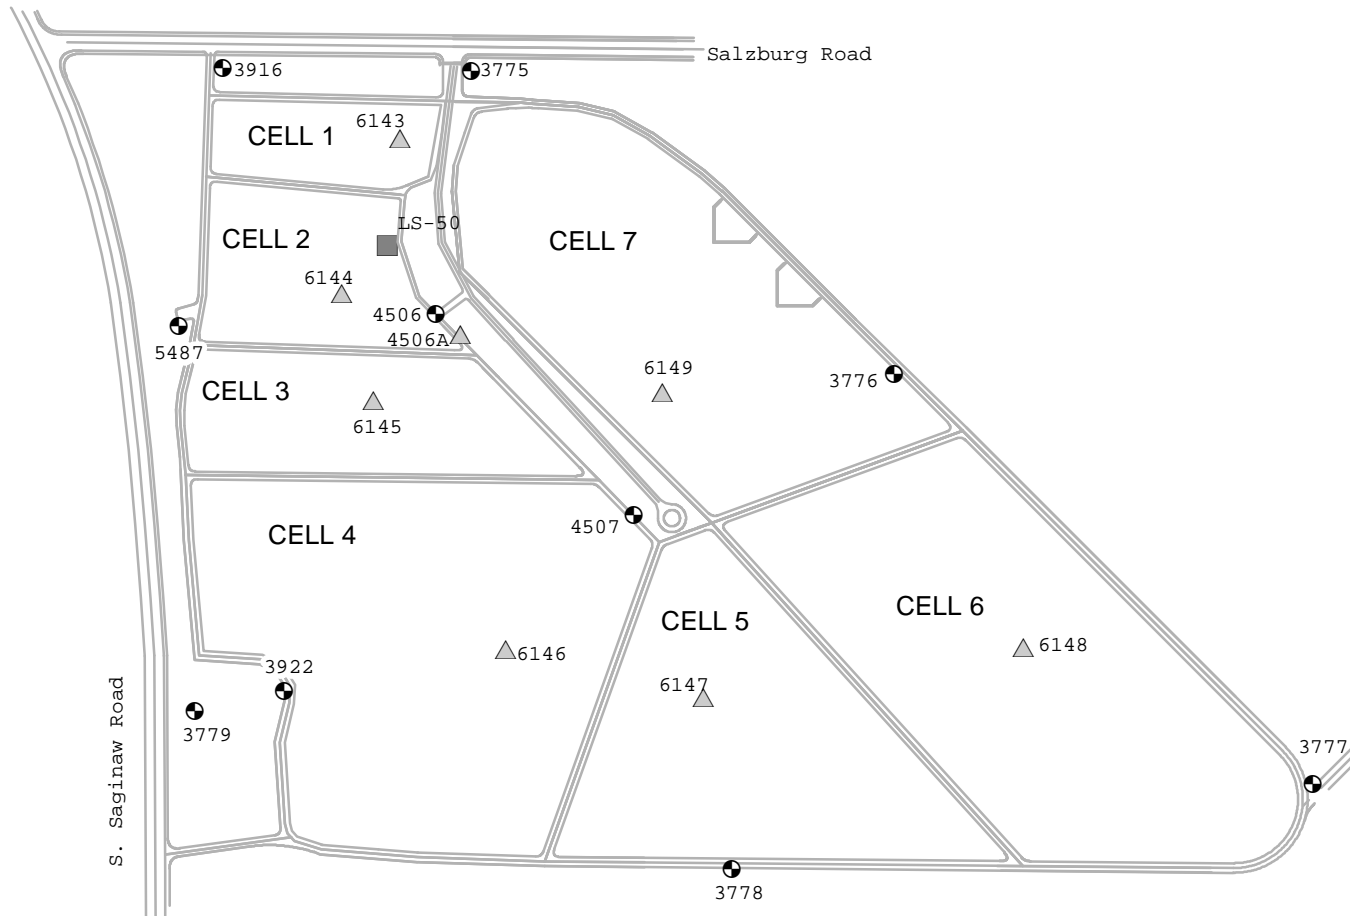 Salzburg Road
3916
3775
6143
CELL 1
LS-50
CELL 2
CELL 7
6144
4506
4506A
5487
6149
3776
CELL 3
6145
4507
CELL 4
CELL 6
CELL 5
6146
6148
3922
6147
3779
S. Saginaw Road
3777
3778